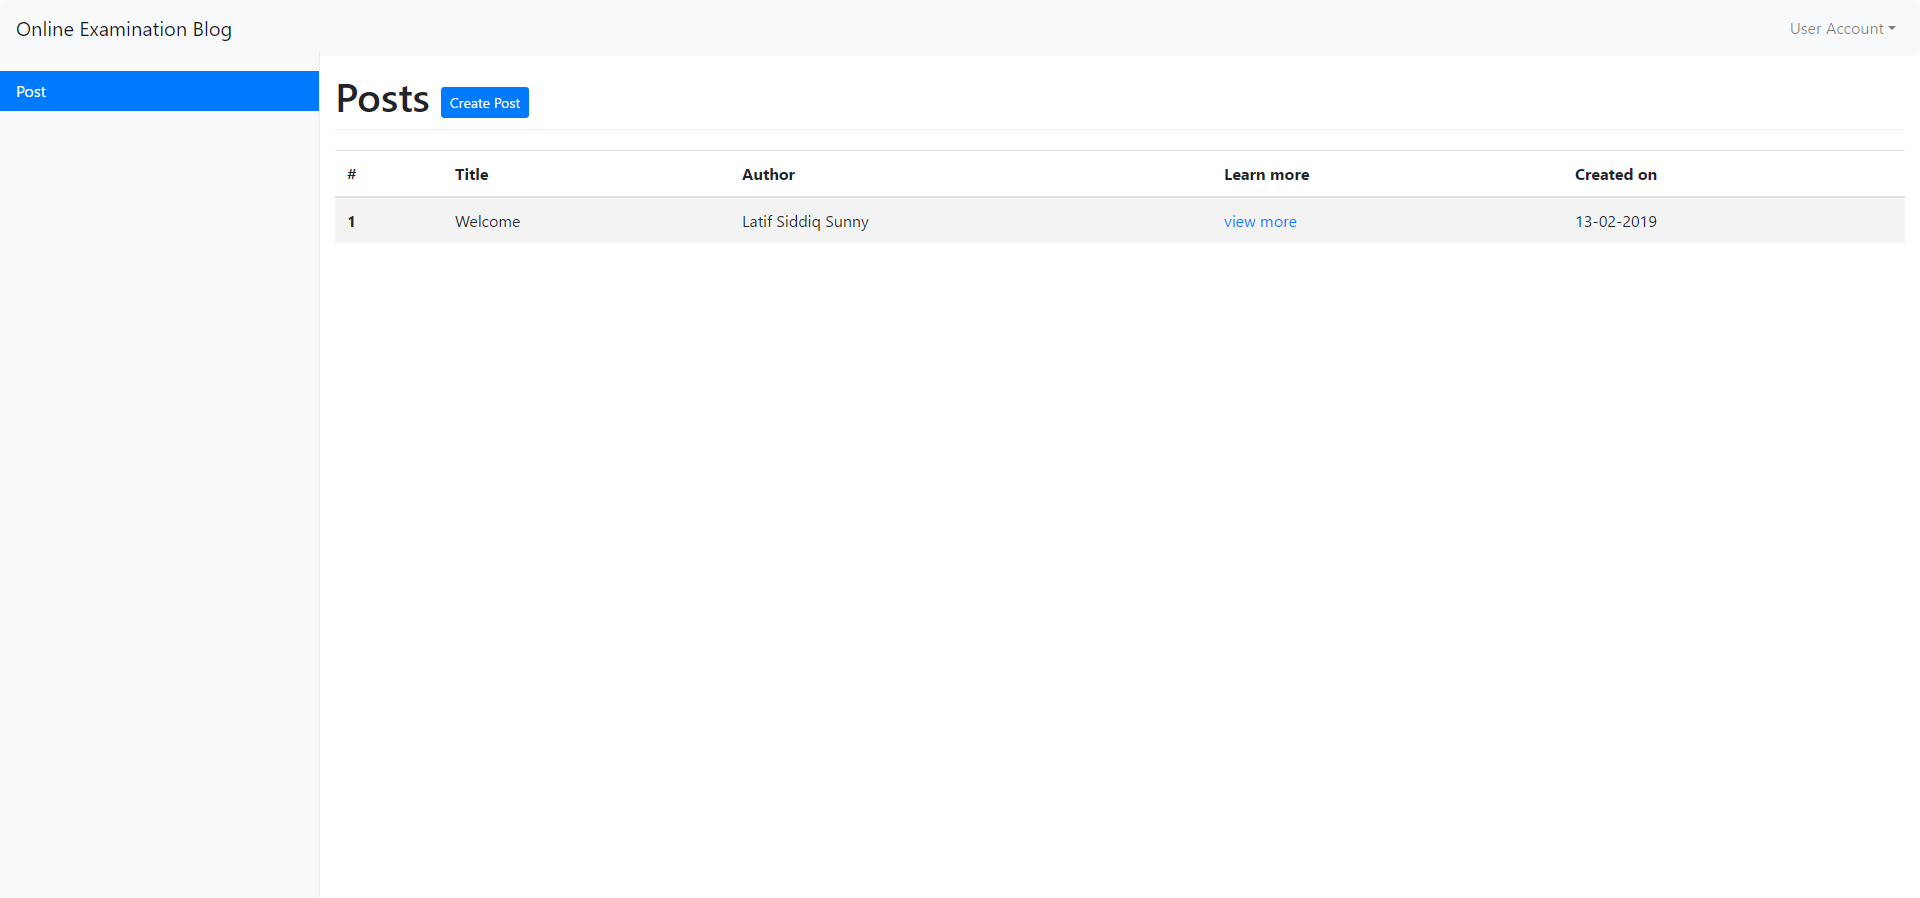 Online Examination Blog User Account
Post
Posts Create Post
# Title Author Learn more Created on
1 Welcome Latif Siddiq Sunny view more 13-02-2019